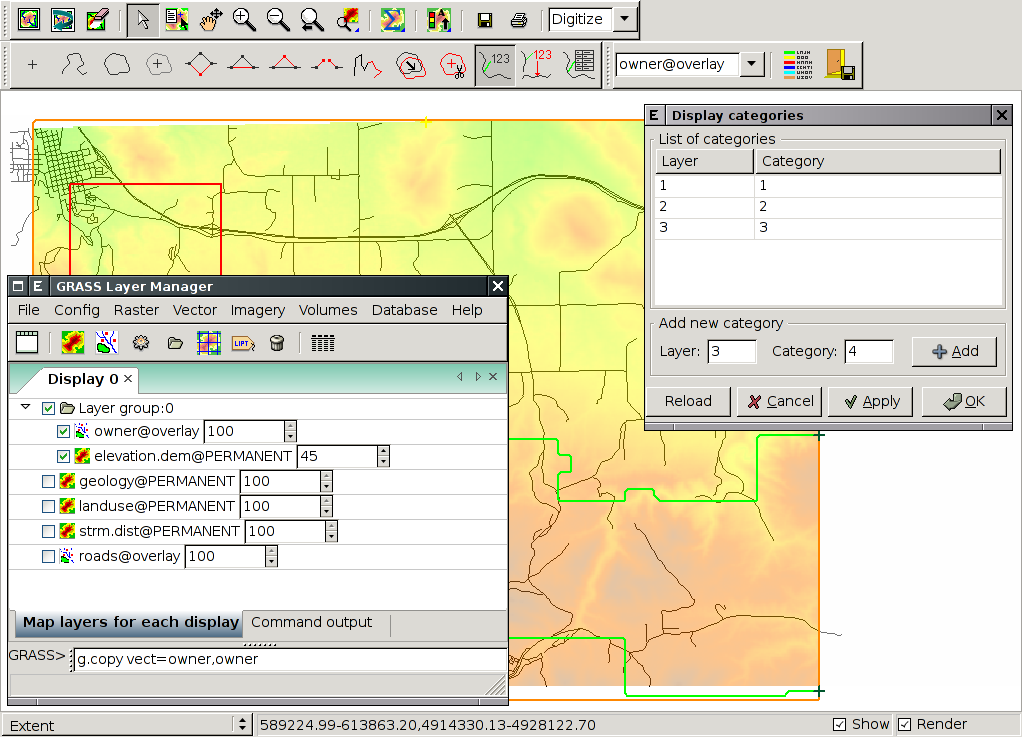 Digitize
123
123
owner@overlay
E Display categories
List of categories
Layer Category
1 1
2 2
3 3
Add new category
Layer: 3 Category: 4 Add
Reload Cancel Apply OK
E GRASS Layer Manager
File Config Raster Vector Imagery Volumes Database Help
LIPT
Display 0
Layer group:0
owner@overlay 100
elevation.dem@PERMANENT 45
geology@PERMANENT 100
landuse@PERMANENT 100
strm.dist@PERMANENT 100
roads@overlay 100
Map layers for each display Command output
GRASS> g.copy vect=owner,owner
Extent 589224.99-613863.20,4914330.13-4928122.70 Show Render